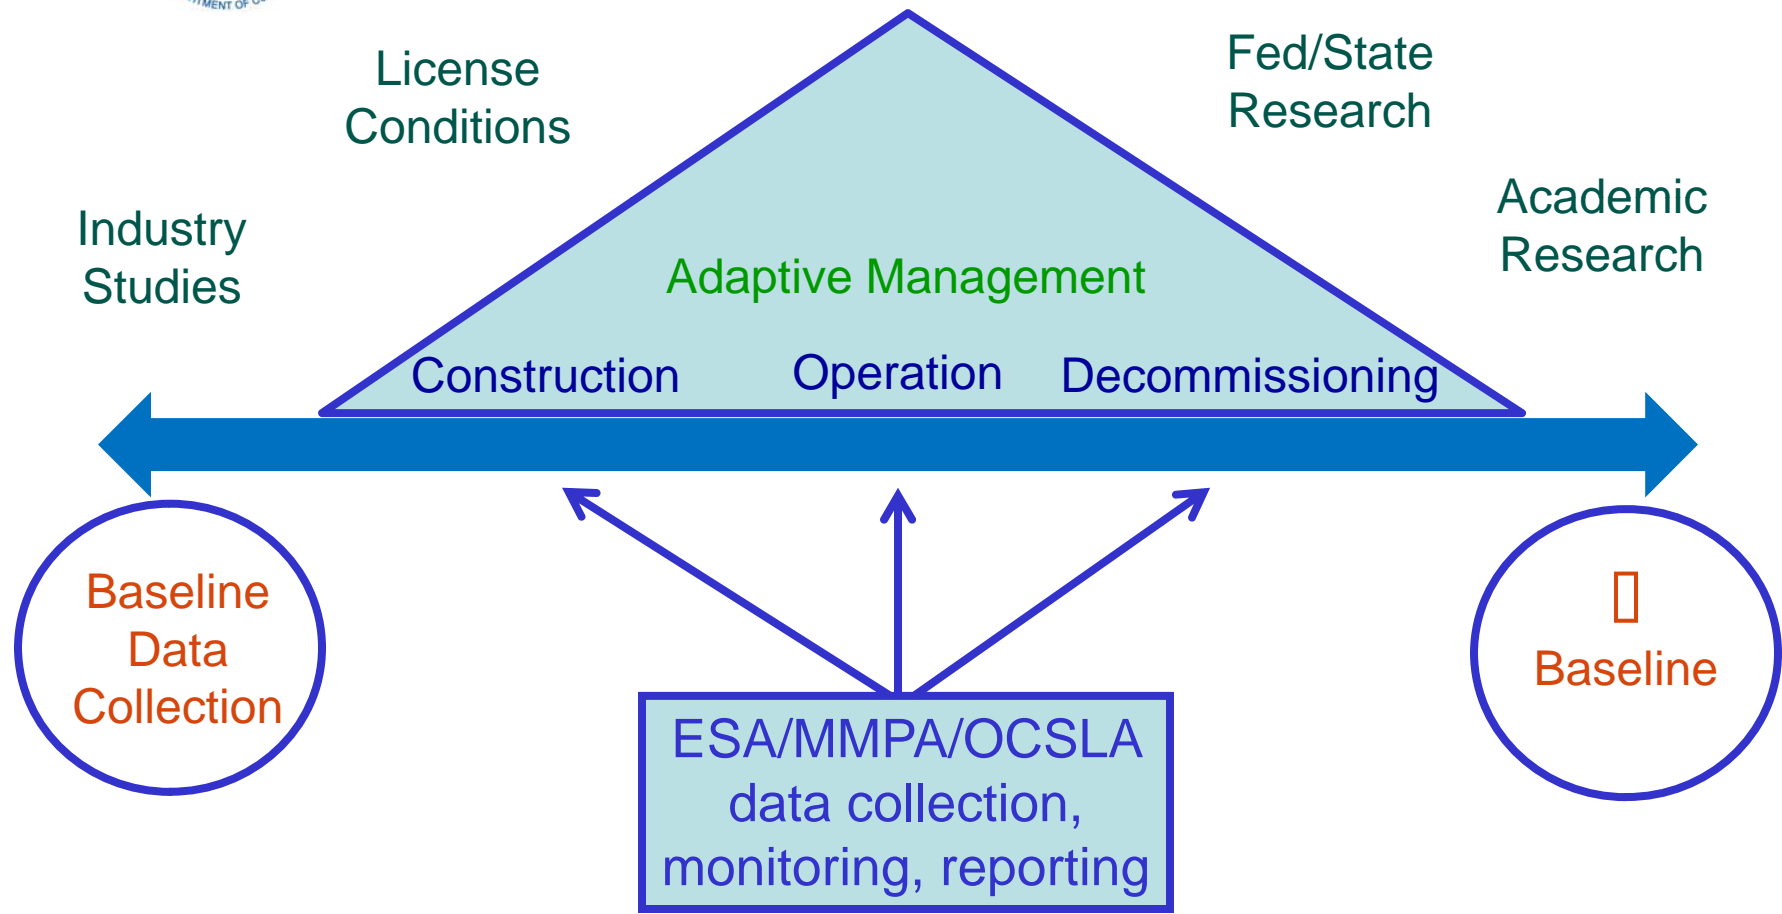 License
Conditions
Fed/State
Research
Industry
Studies
Academic
Research
Adaptive Management
Construction
Operation
Decommissioning
Baseline
Data
Collection
Baseline
ESA/MMPA/OCSLA
data collection,
monitoring, reporting